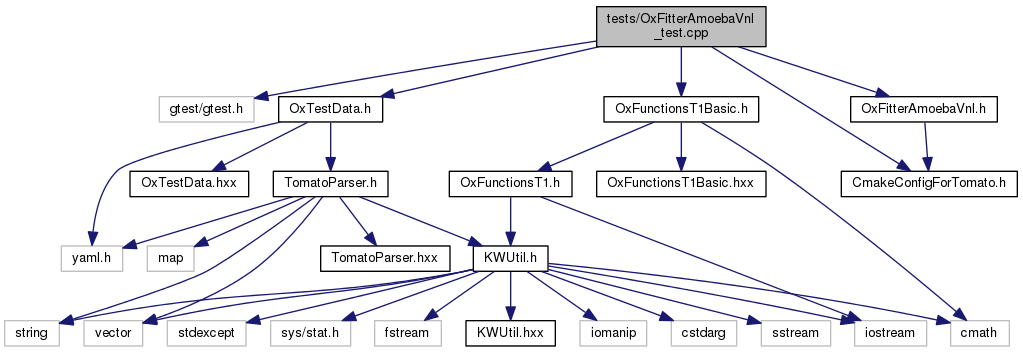 tests/OxFitterAmoebaVnl
_test.cpp
gtest/gtest.h
OxTestData.h
OxFunctionsT1Basic.h
OxFitterAmoebaVnl.h
OxTestData.hxx
TomatoParser.h
OxFunctionsT1.h
OxFunctionsT1Basic.hxx
CmakeConfigForTomato.h
yaml.h
map
TomatoParser.hxx
KWUtil.h
string
vector
stdexcept
sys/stat.h
fstream
KWUtil.hxx
iomanip
cstdarg
sstream
iostream
cmath